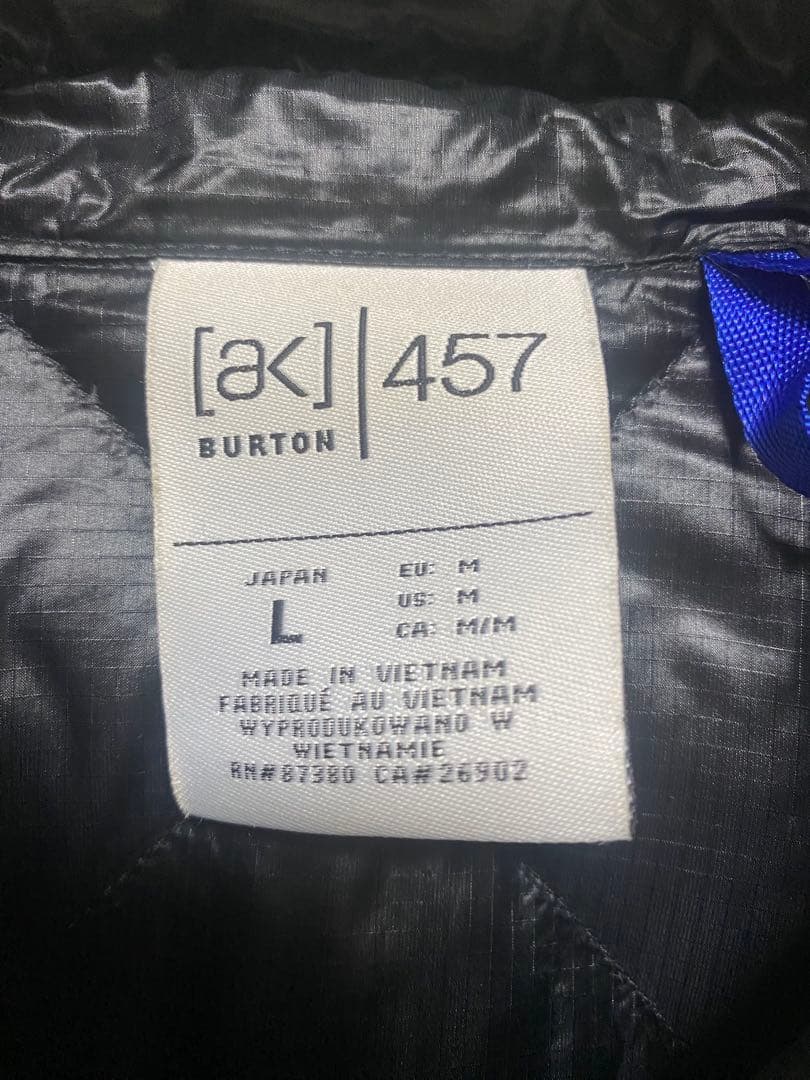 [ak] 457
BURTON
JAPAN
L
EU: M
US: M
CA: M/M
MADE IN VIETNAM
FABRIQUÉ AU VIETNAM
WYPRODUKOWANO W
WIETNAMIE
RN#87380 CA#26902